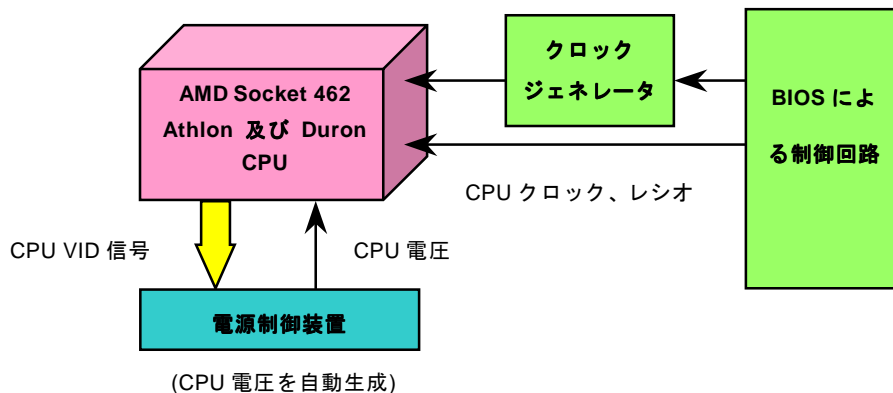 AMD Socket 462
Athlon 及び Duron
CPU
クロック
ジェネレータ
BIOS によ
る制御回路
CPU クロック、レシオ
CPU VID 信号
CPU 電圧
電源制御装置
(CPU 電圧を自動生成)